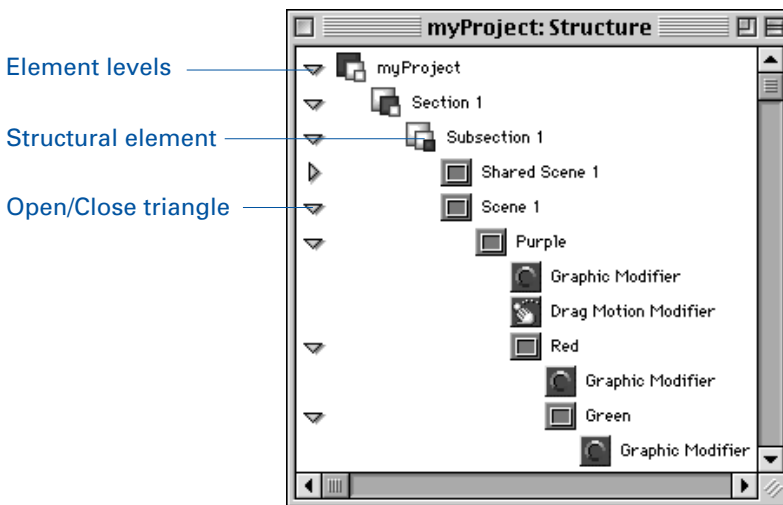 myProject: Structure
Element levels
myProject
Section 1
Structural element
Subsection 1
Shared Scene 1
Open/Close triangle
Scene 1
Purple
Graphic Modifier
Drag Motion Modifier
Red
Graphic Modifier
Green
Graphic Modifier